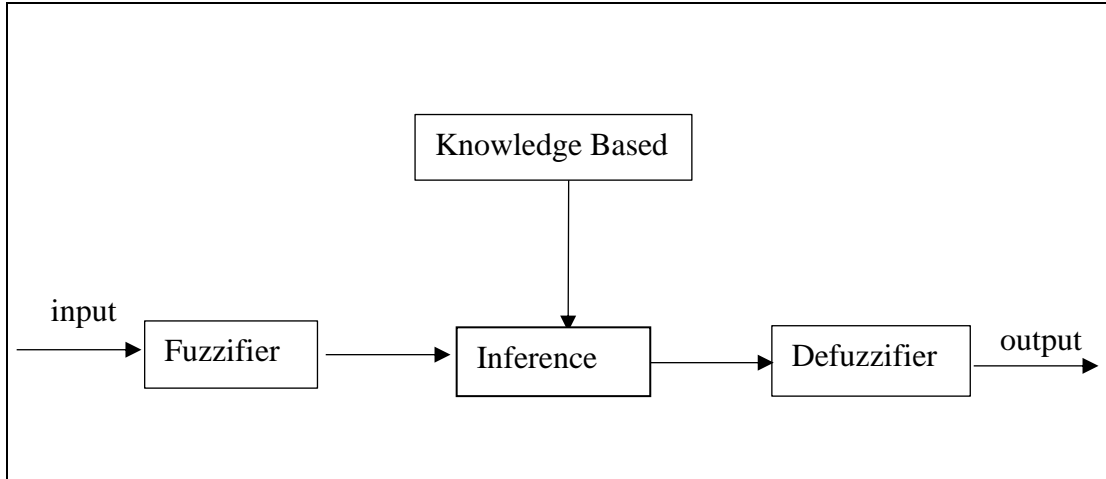 Knowledge Based
input
Fuzzifier
Inference
Defuzzifier
output